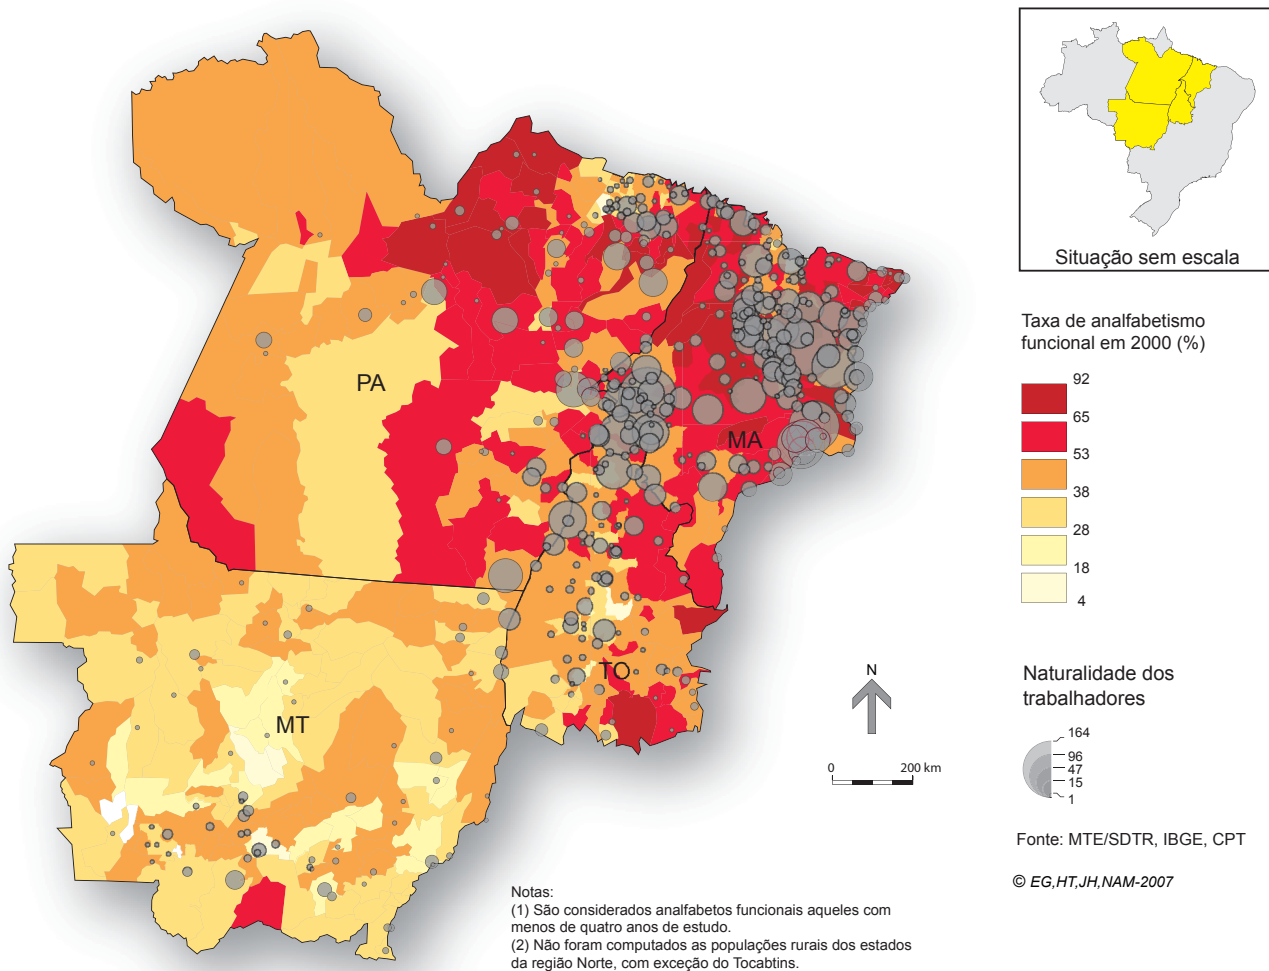 PA
MA
TO
MT
N
0 200 km
Situação sem escala
Taxa de analfabetismo
funcional em 2000 (%)
92
65
53
38
28
18
4
Naturalidade dos
trabalhadores
164
96
47
15
1
Fonte: MTE/SDTR, IBGE, CPT
© EG,HT,JH,NAM-2007
Notas:
(1) São considerados analfabetos funcionais aqueles com
menos de quatro anos de estudo.
(2) Não foram computados as populações rurais dos estados
da região Norte, com exceção do Tocabtins.